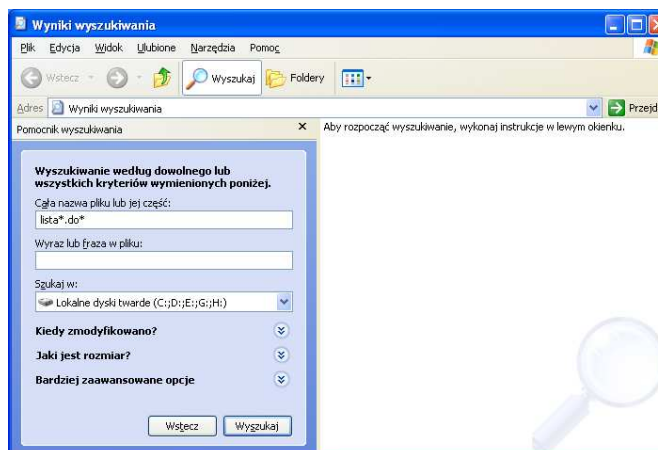 Wyniki wyszukiwania
Plik Edycja Widok Ulubione Narzędzia Pomoc
Wstecz Wyszukaj Foldery
Adres Wyniki wyszukiwania Przejdź
Pomocnik wyszukiwania
Aby rozpocząć wyszukiwanie, wykonaj instrukcje w lewym okienku.
Wyszukiwanie według dowolnego lub
wszystkich kryteriów wymienionych poniżej.
Cała nazwa pliku lub jej część:
lista*.do*
Wyraz lub fraza w pliku:
Szukaj w:
Lokalne dyski twarde (C:;D:;E:;G:;H:)
Kiedy zmodyfikowano?
Jaki jest rozmiar?
Bardziej zaawansowane opcje
Wstecz Wyszukaj